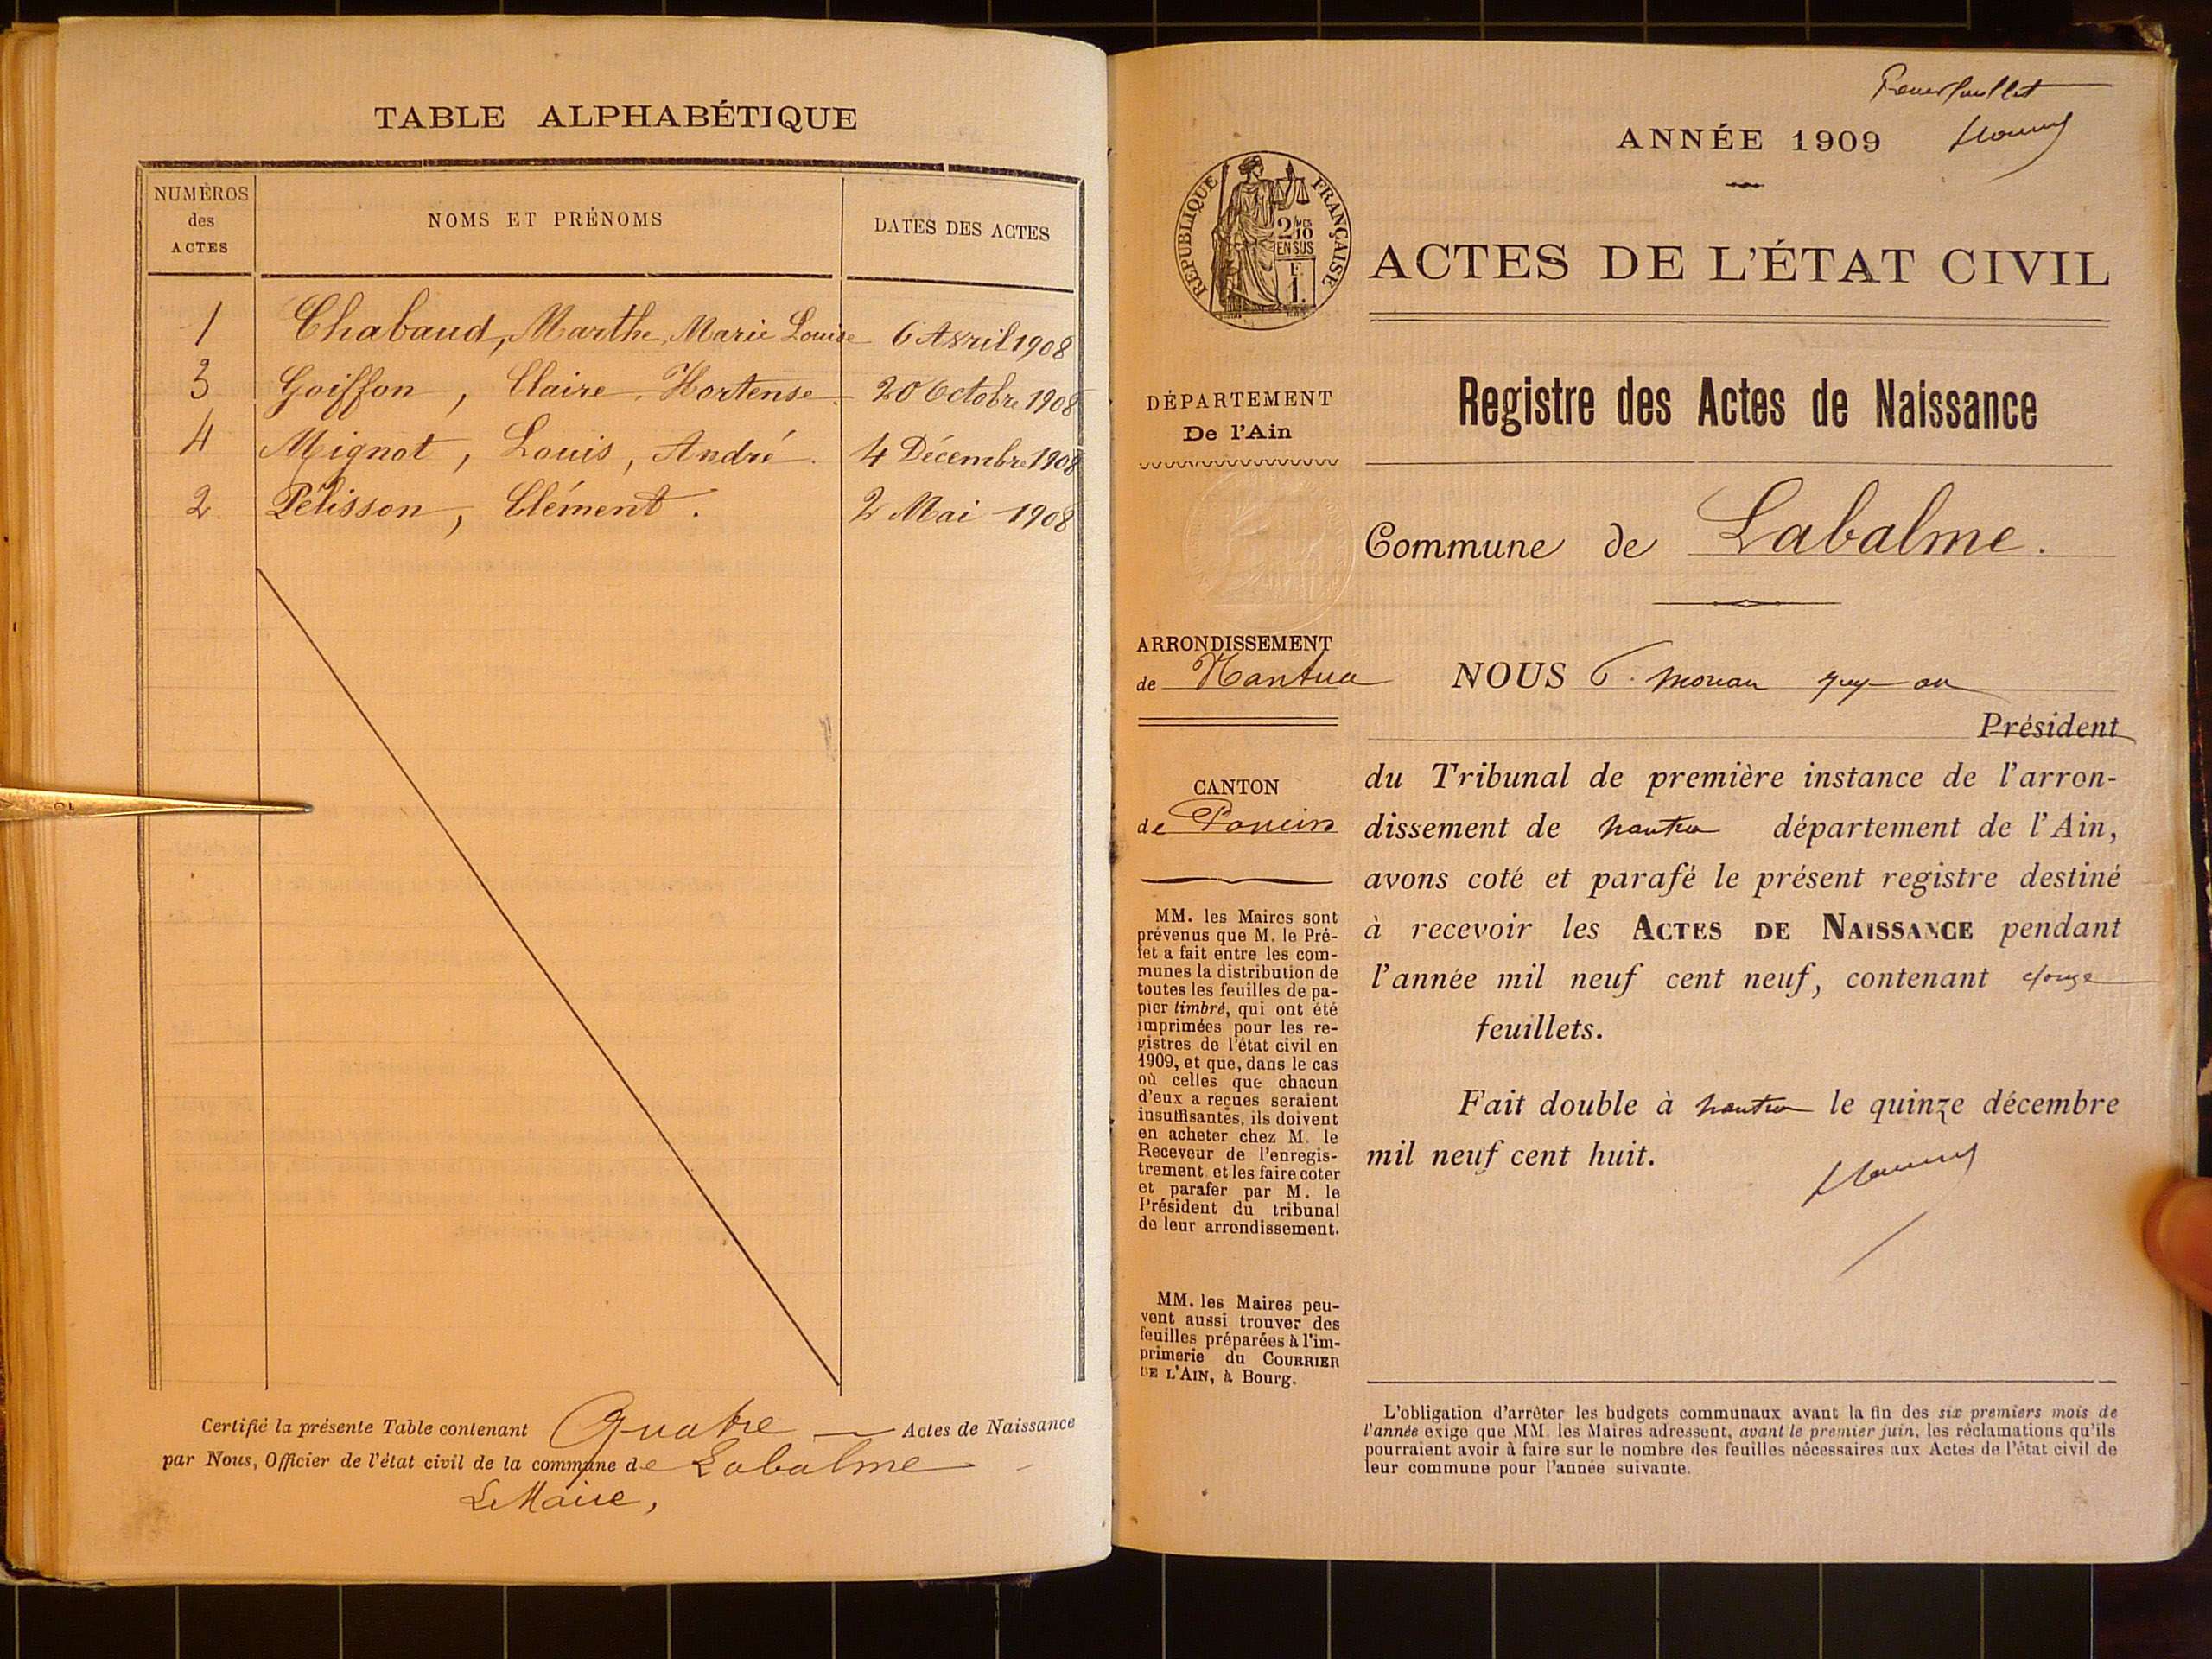 TABLE ALPHABÉTIQUE
NUMÉROS
des
ACTES
NOMS ET PRÉNOMS
DATES DES ACTES
1 Chabaud, Marthe, Marie Louise 6 Avril 1908
3 Goiffon, Claire, Hortense 20 Octobre 1908
4 Mignot, Louis, André. 4 Décembre 1908
2 Pélisson, Clément. 2 Mai 1908
Certifié la présente Table contenant Quatre Actes de Naissance
par Nous, Officier de l'état civil de la commune de Labalme
Le Maire,
ANNÉE 1909
RÉPUBLIQUE FRANÇAISE
2/10
EN SUS
F.
1.
ACTES DE L'ÉTAT CIVIL
Registre des Actes de Naissance
DÉPARTEMENT
De l'Ain
Commune de Labalme.
ARRONDISSEMENT
de Nantua
CANTON
de Poncin
MM. les Maires sont
prévenus que M. le Pré-
fet a fait entre les com-
munes la distribution de
toutes les feuilles de pa-
pier timbré, qui ont été
imprimées pour les re-
gistres de l'état civil en
1909, et que, dans le cas
où celles que chacun
d'eux a reçues seraient
insuffisantes, ils doivent
en acheter chez M. le
Receveur de l'enregis-
trement et les faire coter
et parafer par M. le
Président du tribunal
de leur arrondissement.
MM. les Maires peu-
vent aussi trouver des
feuilles préparées à l'im-
primerie du COURRIER
DE L'AIN, à Bourg.
NOUS
Président
du Tribunal de première instance de l'arron-
dissement de nantua département de l'Ain,
avons coté et parafé le présent registre destiné
à recevoir les ACTES DE NAISSANCE pendant
l'année mil neuf cent neuf, contenant
feuillets.
Fait double à nantua le quinze décembre
mil neuf cent huit.
L'obligation d'arrêter les budgets communaux avant la fin des six premiers mois de
l'année exige que MM. les Maires adressent, avant le premier juin, les réclamations qu'ils
pourraient avoir à faire sur le nombre des feuilles nécessaires aux Actes de l'état civil de
leur commune pour l'année suivante.